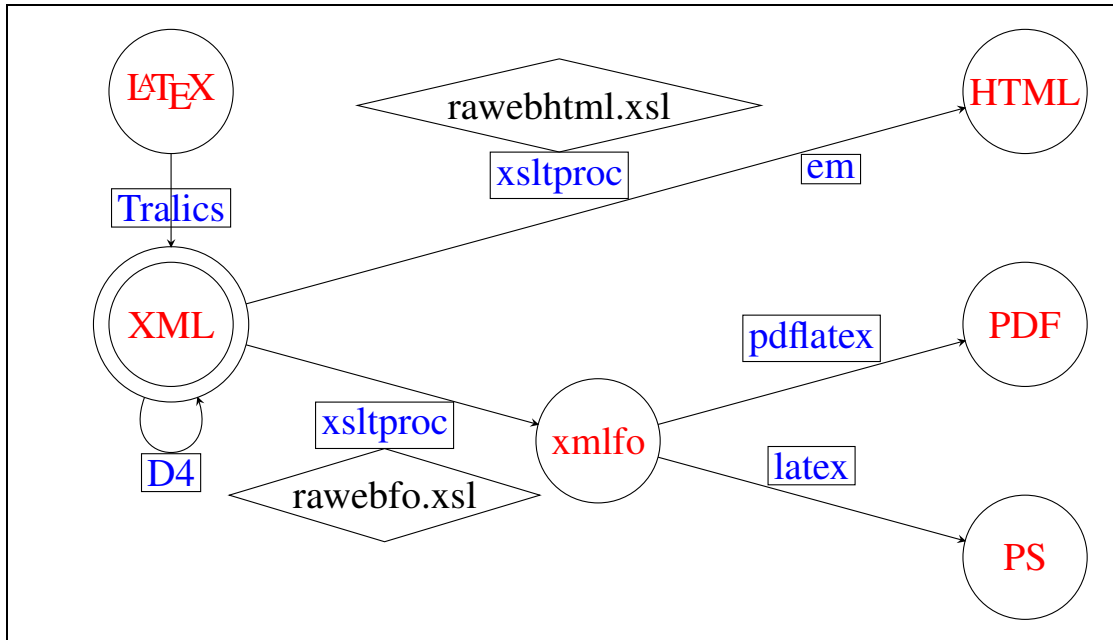 LATEX
rawebhtml.xsl
HTML
xsltproc
em
Tralics
XML
PDF
pdflatex
xsltproc
xmlfo
D4
rawebfo.xsl
latex
PS